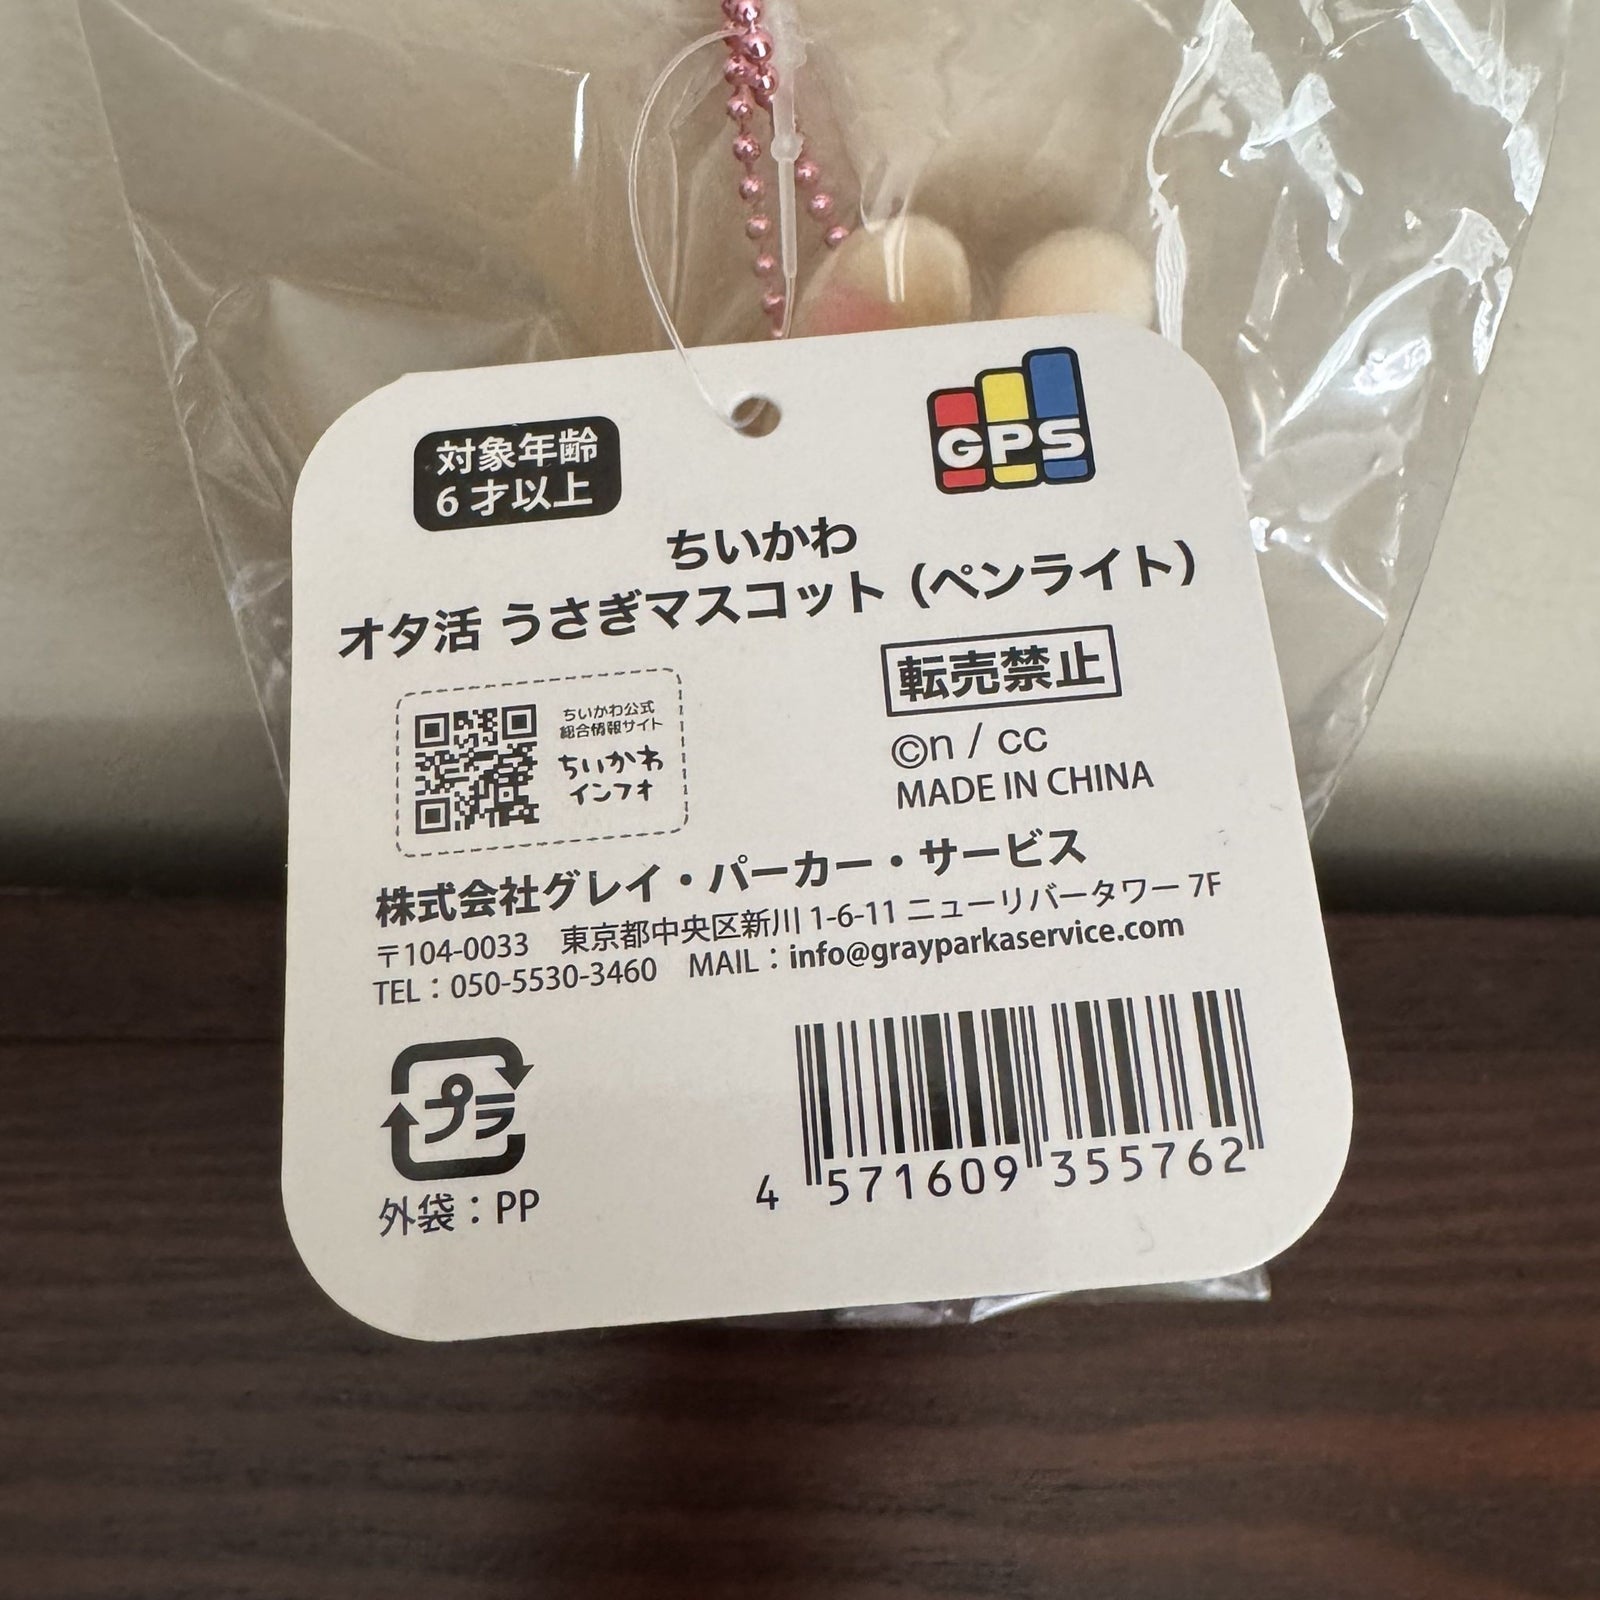 対象年齢
6才以上
GPS
ちいかわ
オタ活 うさぎマスコット（ペンライト）
ちいかわ公式
総合情報サイト
ちいかわ
インフォ
転売禁止
©n / cc
MADE IN CHINA
株式会社グレイ・パーカー・サービス
〒104-0033 東京都中央区新川 1-6-11 ニューリバータワー 7F
TEL：050-5530-3460 MAIL：info@grayparkaservice.com
プラ
外袋：PP
4 571609 355762